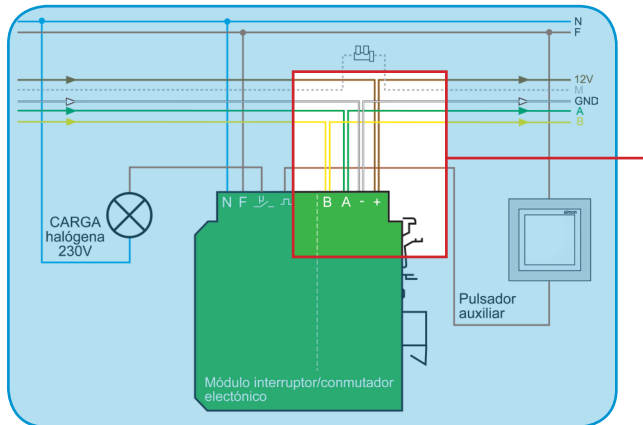 N
F
12V
M
GND
A
B
N F B A - +
CARGA
halógena
230V
simon
Pulsador
auxiliar
Módulo interruptor/conmutador
electónico